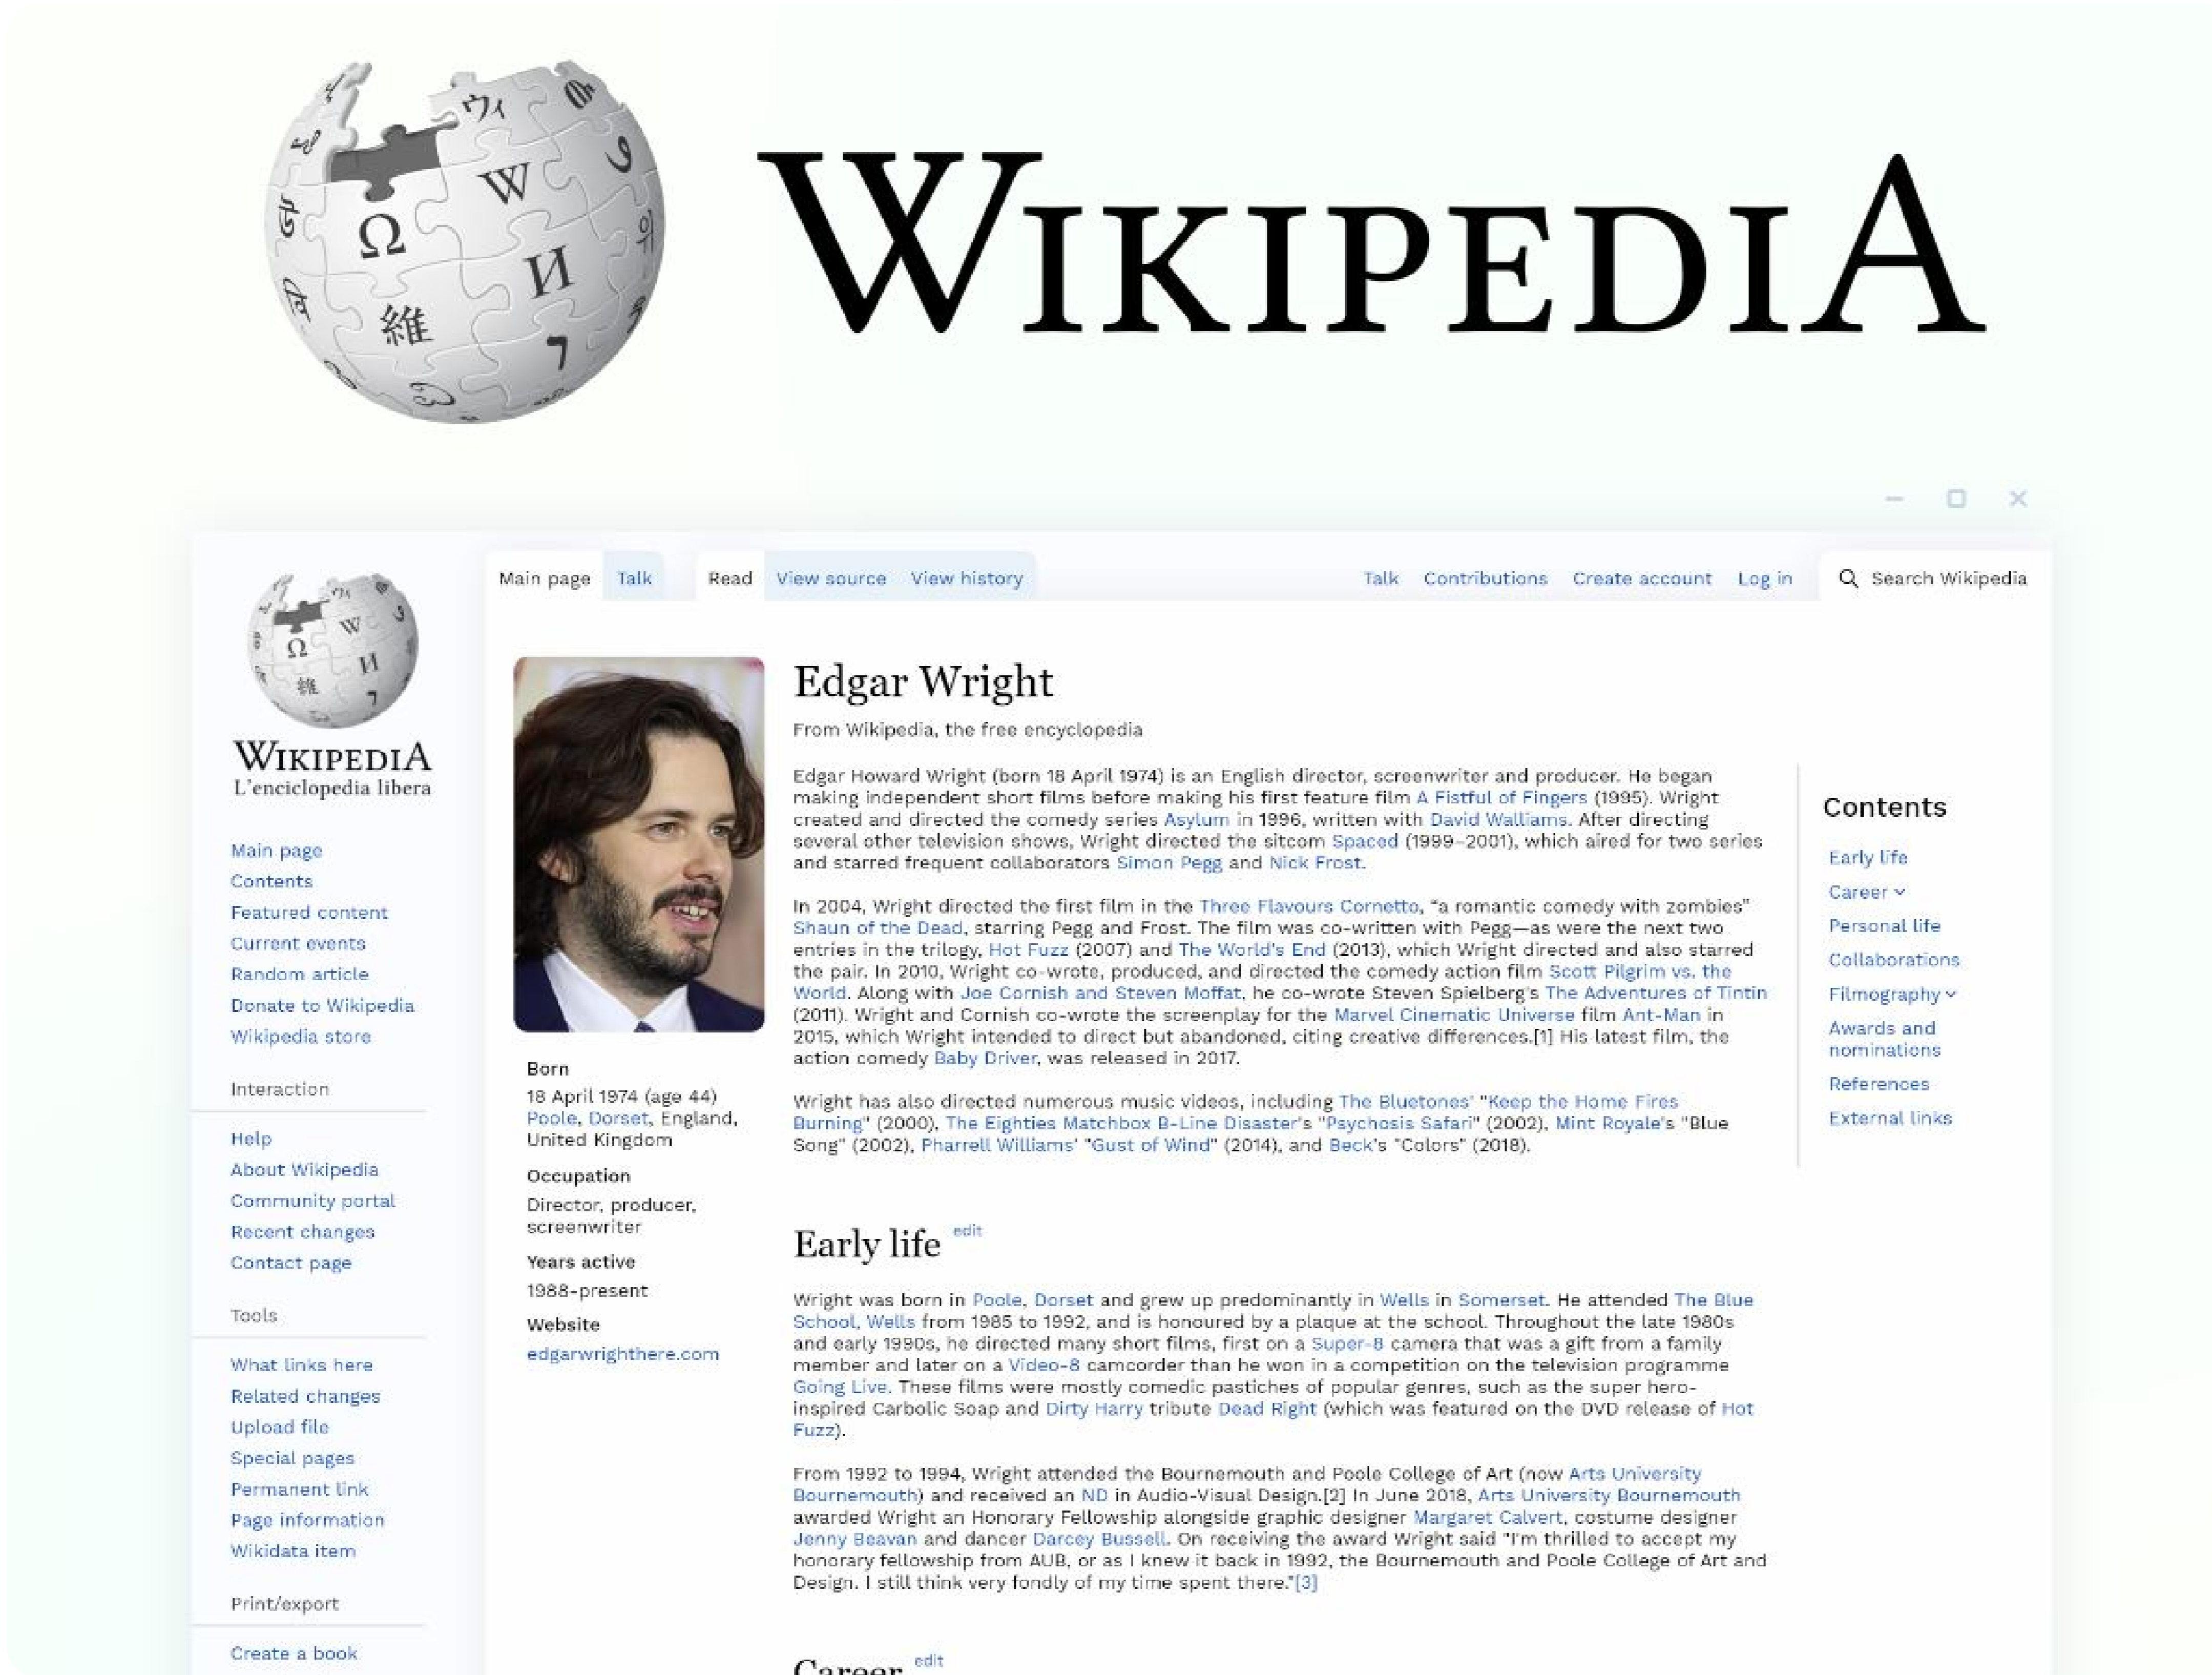 WIKIPEDIA
ウィ
W
Ω
И
위
維
ר
Main page
Talk
Read
View source
View history
Talk
Contributions
Create account
Log in
Search Wikipedia
W
Ω
И
維
ר
WIKIPEDIA
L'enciclopedia libera
Main page
Contents
Featured content
Current events
Random article
Donate to Wikipedia
Wikipedia store
Interaction
Help
About Wikipedia
Community portal
Recent changes
Contact page
Tools
What links here
Related changes
Upload file
Special pages
Permanent link
Page information
Wikidata item
Print/export
Create a book
Born
18 April 1974 (age 44)
Poole, Dorset, England,
United Kingdom
Occupation
Director, producer,
screenwriter
Years active
1988-present
Website
edgarwrighthere.com
Edgar Wright
From Wikipedia, the free encyclopedia
Edgar Howard Wright (born 18 April 1974) is an English director, screenwriter and producer. He began
making independent short films before making his first feature film A Fistful of Fingers (1995). Wright
created and directed the comedy series Asylum in 1996, written with David Walliams. After directing
several other television shows, Wright directed the sitcom Spaced (1999–2001), which aired for two series
and starred frequent collaborators Simon Pegg and Nick Frost.
In 2004, Wright directed the first film in the Three Flavours Cornetto, “a romantic comedy with zombies”
Shaun of the Dead, starring Pegg and Frost. The film was co-written with Pegg—as were the next two
entries in the trilogy, Hot Fuzz (2007) and The World's End (2013), which Wright directed and also starred
the pair. In 2010, Wright co-wrote, produced, and directed the comedy action film Scott Pilgrim vs. the
World. Along with Joe Cornish and Steven Moffat, he co-wrote Steven Spielberg's The Adventures of Tintin
(2011). Wright and Cornish co-wrote the screenplay for the Marvel Cinematic Universe film Ant-Man in
2015, which Wright intended to direct but abandoned, citing creative differences.[1] His latest film, the
action comedy Baby Driver, was released in 2017.
Wright has also directed numerous music videos, including The Bluetones' "Keep the Home Fires
Burning" (2000), The Eighties Matchbox B-Line Disaster's "Psychosis Safari" (2002), Mint Royale's "Blue
Song" (2002), Pharrell Williams' "Gust of Wind" (2014), and Beck's "Colors" (2018).
Early life edit
Wright was born in Poole, Dorset and grew up predominantly in Wells in Somerset. He attended The Blue
School, Wells from 1985 to 1992, and is honoured by a plaque at the school. Throughout the late 1980s
and early 1990s, he directed many short films, first on a Super-8 camera that was a gift from a family
member and later on a Video-8 camcorder than he won in a competition on the television programme
Going Live. These films were mostly comedic pastiches of popular genres, such as the super hero-
inspired Carbolic Soap and Dirty Harry tribute Dead Right (which was featured on the DVD release of Hot
Fuzz).
From 1992 to 1994, Wright attended the Bournemouth and Poole College of Art (now Arts University
Bournemouth) and received an ND in Audio-Visual Design.[2] In June 2018, Arts University Bournemouth
awarded Wright an Honorary Fellowship alongside graphic designer Margaret Calvert, costume designer
Jenny Beavan and dancer Darcey Bussell. On receiving the award Wright said "I'm thrilled to accept my
honorary fellowship from AUB, or as I knew it back in 1992, the Bournemouth and Poole College of Art and
Design. I still think very fondly of my time spent there."[3]
Career edit
Contents
Early life
Career
Personal life
Collaborations
Filmography
Awards and
nominations
References
External links